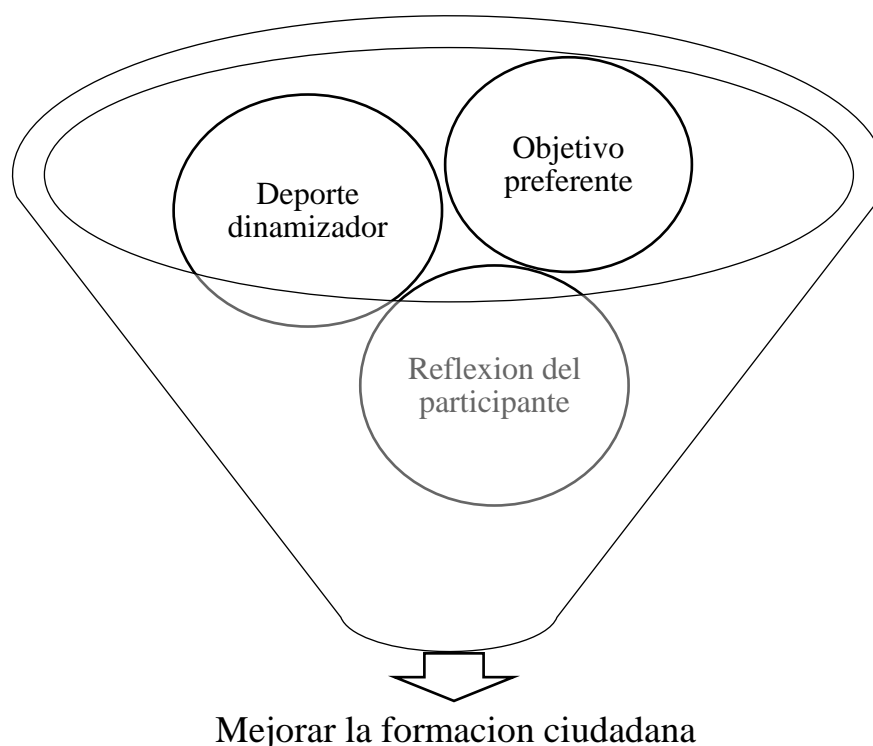 Objetivo
preferente
Deporte
dinamizador
Reflexion del
participante
Mejorar la formacion ciudadana